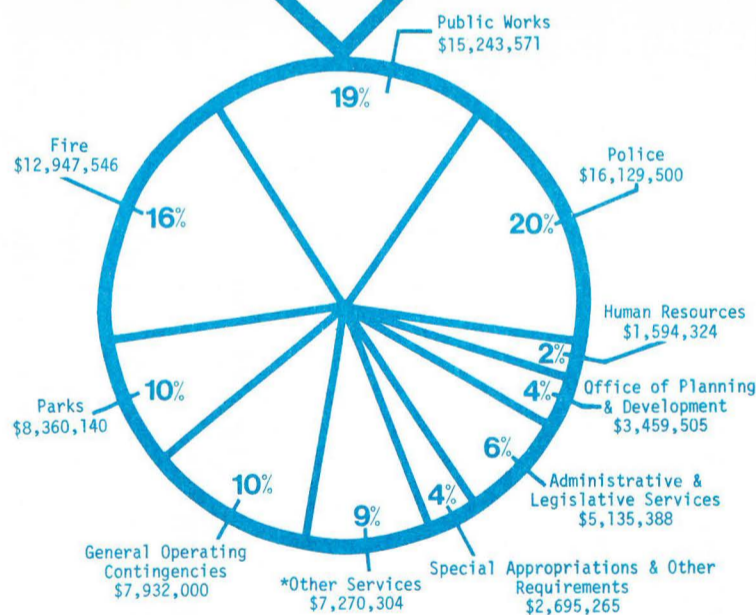 Public Works
$15,243,571
19%
Fire
$12,947,546
16%
Police
$16,129,500
20%
Human Resources
$1,594,324
2%
Office of Planning
& Development
$3,459,505
4%
Parks
$8,360,140
10%
6%
Administrative &
Legislative Services
$5,135,388
10%
General Operating
Contingencies
$7,932,000
9%
*Other Services
$7,270,304
4%
Special Appropriations & Other
Requirements
$2,695,265